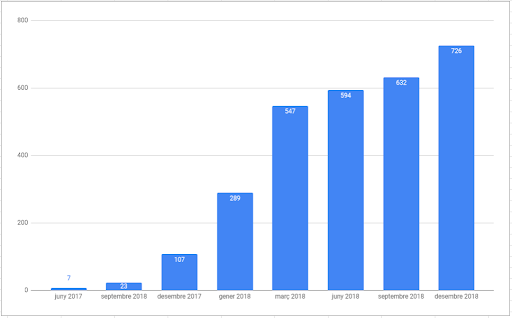 800
600
400
200
0
7
23
107
289
547
594
632
726
juny 2017
septembre 2018
desembre 2017
gener 2018
març 2018
juny 2018
septembre 2018
desembre 2018